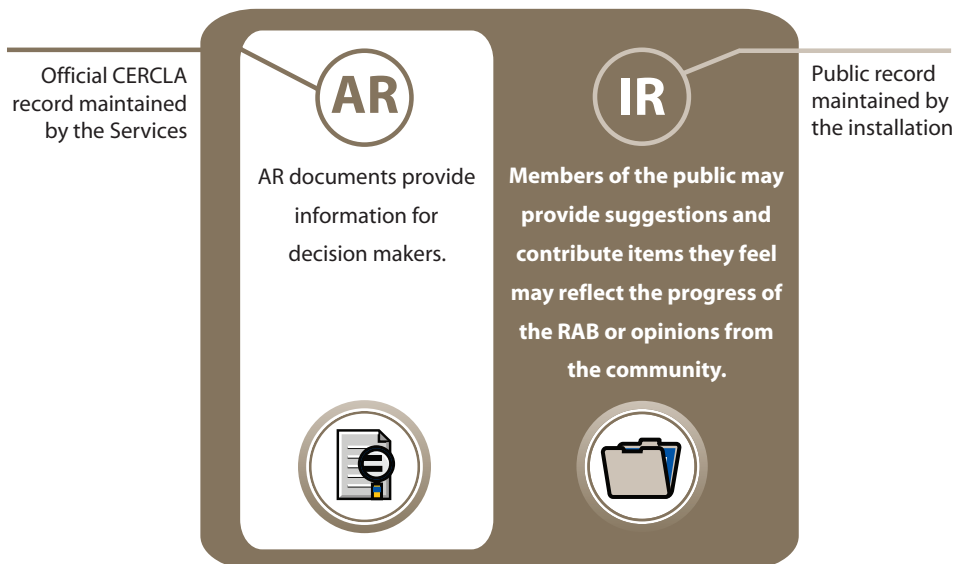 Official CERCLA
record maintained
by the Services
AR
AR documents provide
information for
decision makers.
IR
Members of the public may
provide suggestions and
contribute items they feel
may reflect the progress of
the RAB or opinions from
the community.
Public record
maintained by
the installation